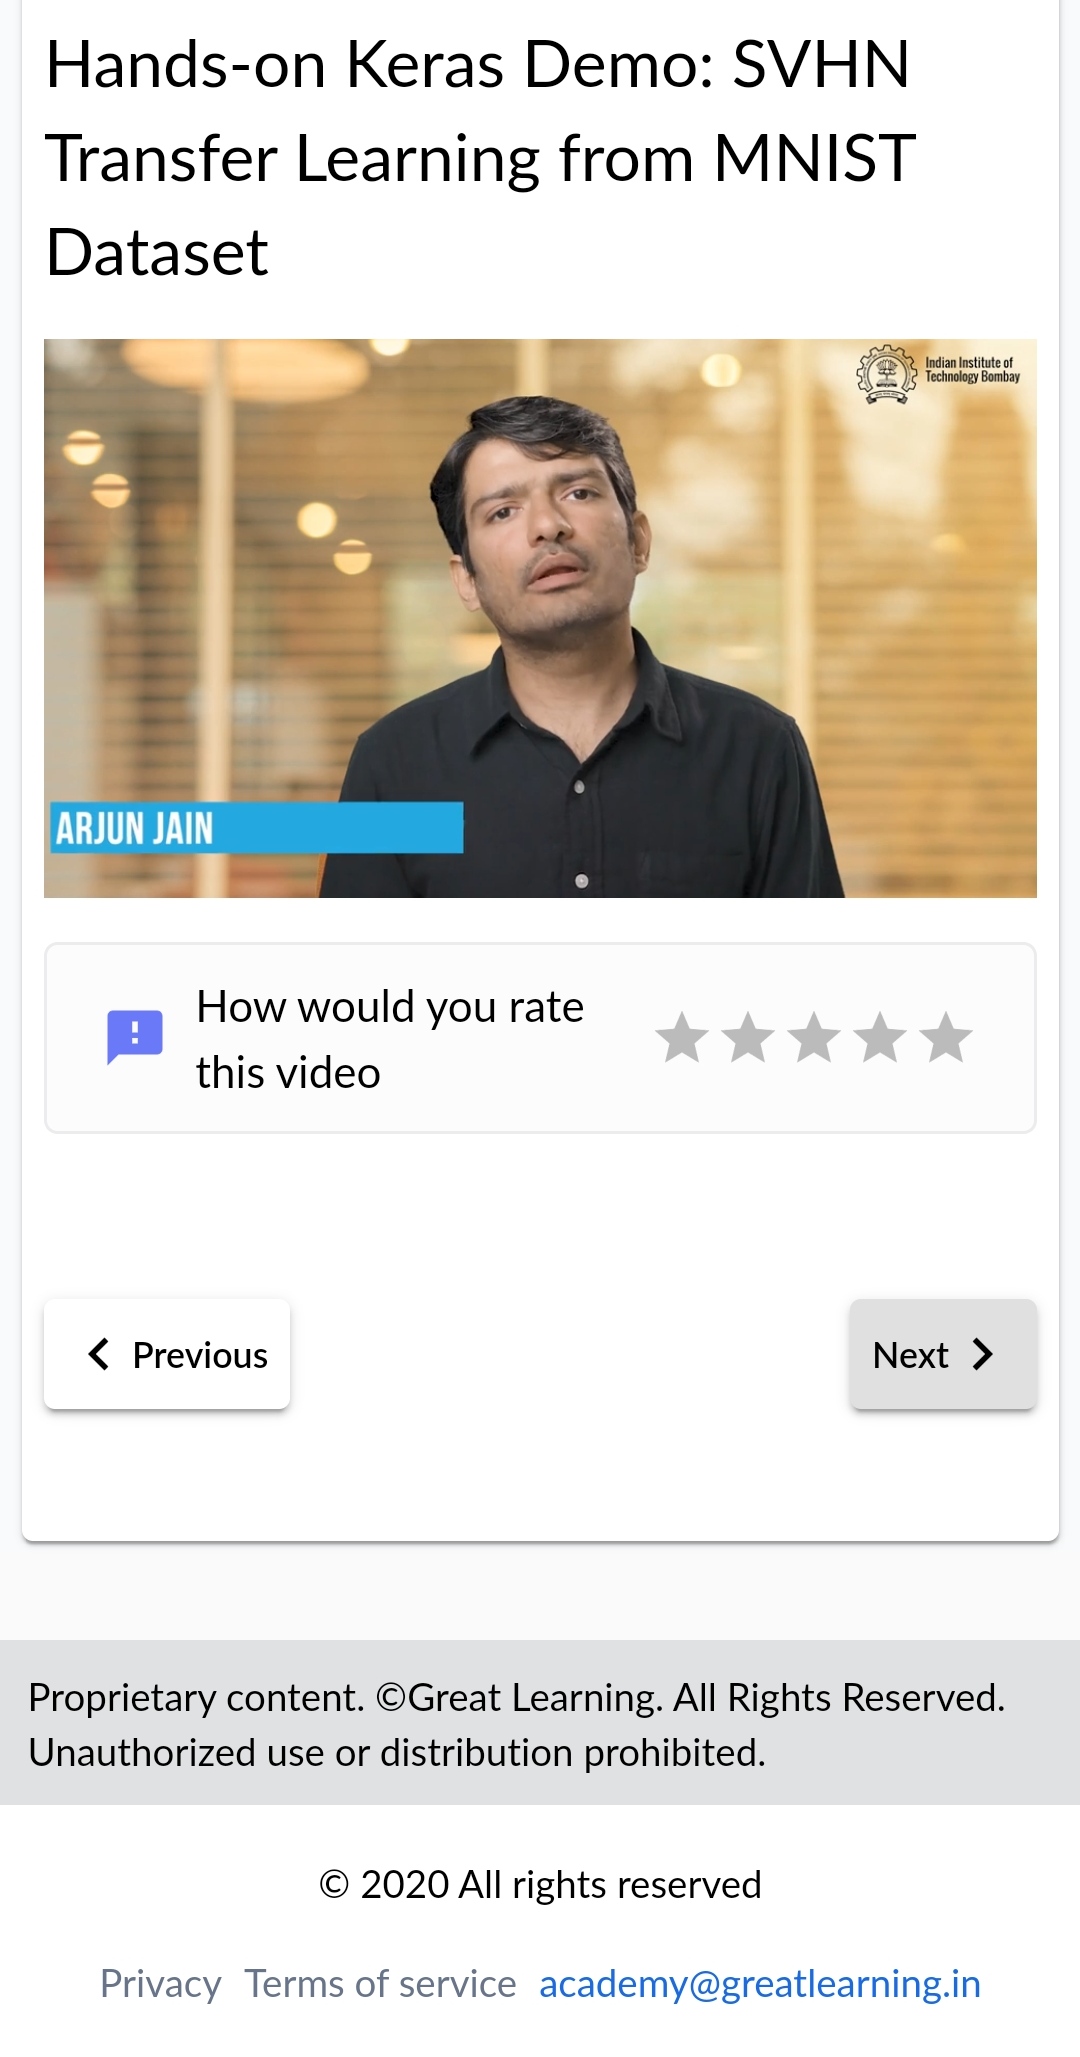 Hands-on Keras Demo: SVHN
Transfer Learning from MNIST
Dataset
Indian Institute of
Technology Bombay
ARJUN JAIN
How would you rate
this video
Previous
Next
Proprietary content. ©Great Learning. All Rights Reserved.
Unauthorized use or distribution prohibited.
© 2020 All rights reserved
Privacy Terms of service academy@greatlearning.in